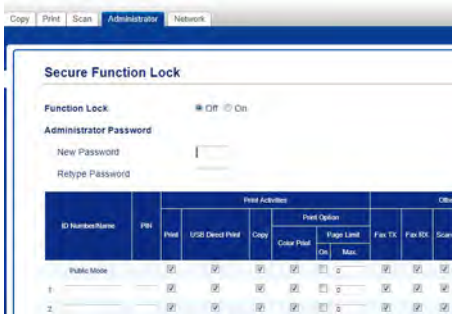 Copy Print Scan Administrator Network
Secure Function Lock
Function Lock Off On
Administrator Password
New Password
Retype Password
Print Activities
Print Option
ID Number/Name PIN Print USB Direct Print Copy Color Print Page Limit Fax TX Fax RX
On Max.
Public Mode 0
1 0
2 0